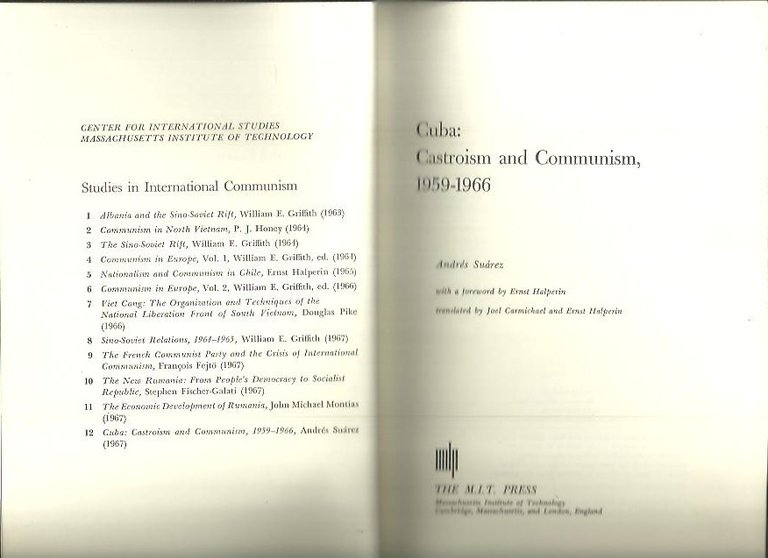 CENTER FOR INTERNATIONAL STUDIES
MASSACHUSETTS INSTITUTE OF TECHNOLOGY
Studies in International Communism
1 Albania and the Sino-Soviet Rift, William E. Griffith (1963)
2 Communism in North Vietnam, P. J. Honey (1964)
3 The Sino-Soviet Rift, William E. Griffith (1964)
4 Communism in Europe, Vol. 1, William E. Griffith, ed. (1964)
5 Nationalism and Communism in Chile, Ernst Halperin (1965)
6 Communism in Europe, Vol. 2, William E. Griffith, ed. (1966)
7 Viet Cong: The Organization and Techniques of the
National Liberation Front of South Vietnam, Douglas Pike
(1966)
8 Sino-Soviet Relations, 1964–1965, William E. Griffith (1967)
9 The French Communist Party and the Crisis of International
Communism, François Fejtö (1967)
10 The New Rumania: From People's Democracy to Socialist
Republic, Stephen Fischer-Galati (1967)
11 The Economic Development of Rumania, John Michael Montias
(1967)
12 Cuba: Castroism and Communism, 1959–1966, Andrés Suárez
(1967)
Cuba:
Castroism and Communism,
1959-1966
Andrés Suárez
with a foreword by Ernst Halperin
translated by Joel Carmichael and Ernst Halperin
THE M.I.T. PRESS
Massachusetts Institute of Technology
Cambridge, Massachusetts, and London, England